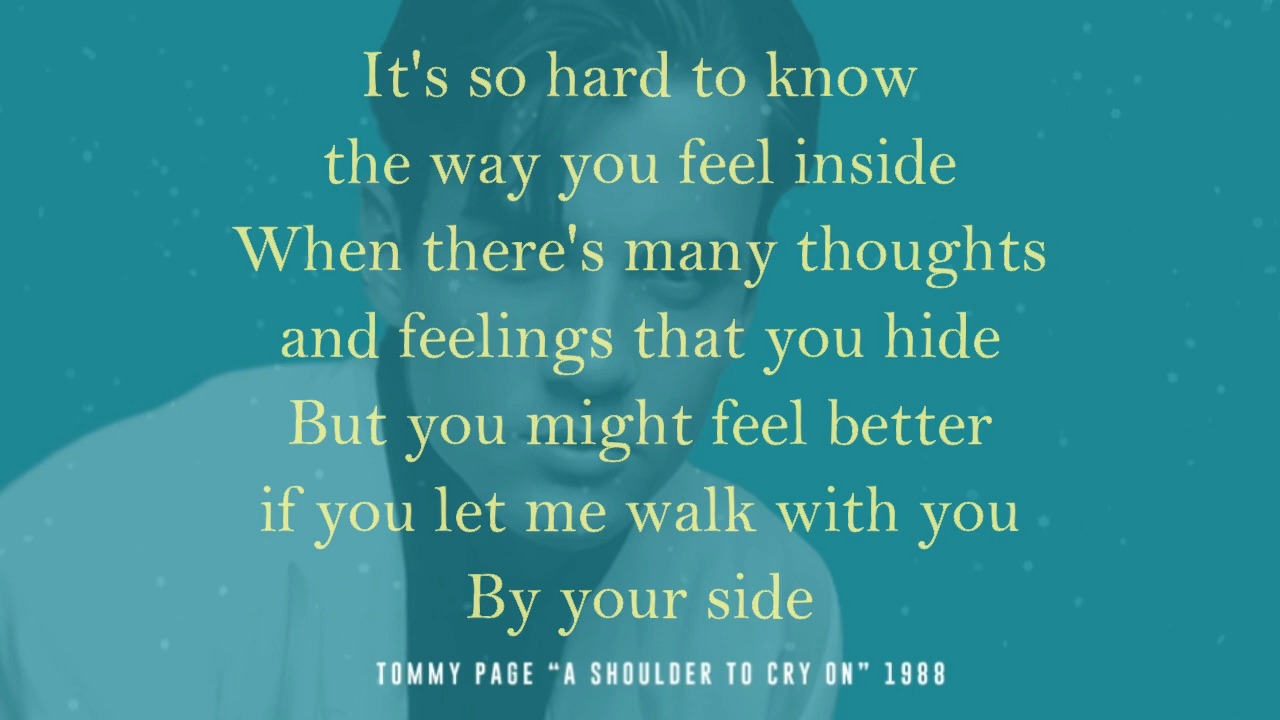 It's so hard to know
the way you feel inside
When there's many thoughts
and feelings that you hide
But you might feel better
if you let me walk with you
By your side
TOMMY PAGE “A SHOULDER TO CRY ON” 1988